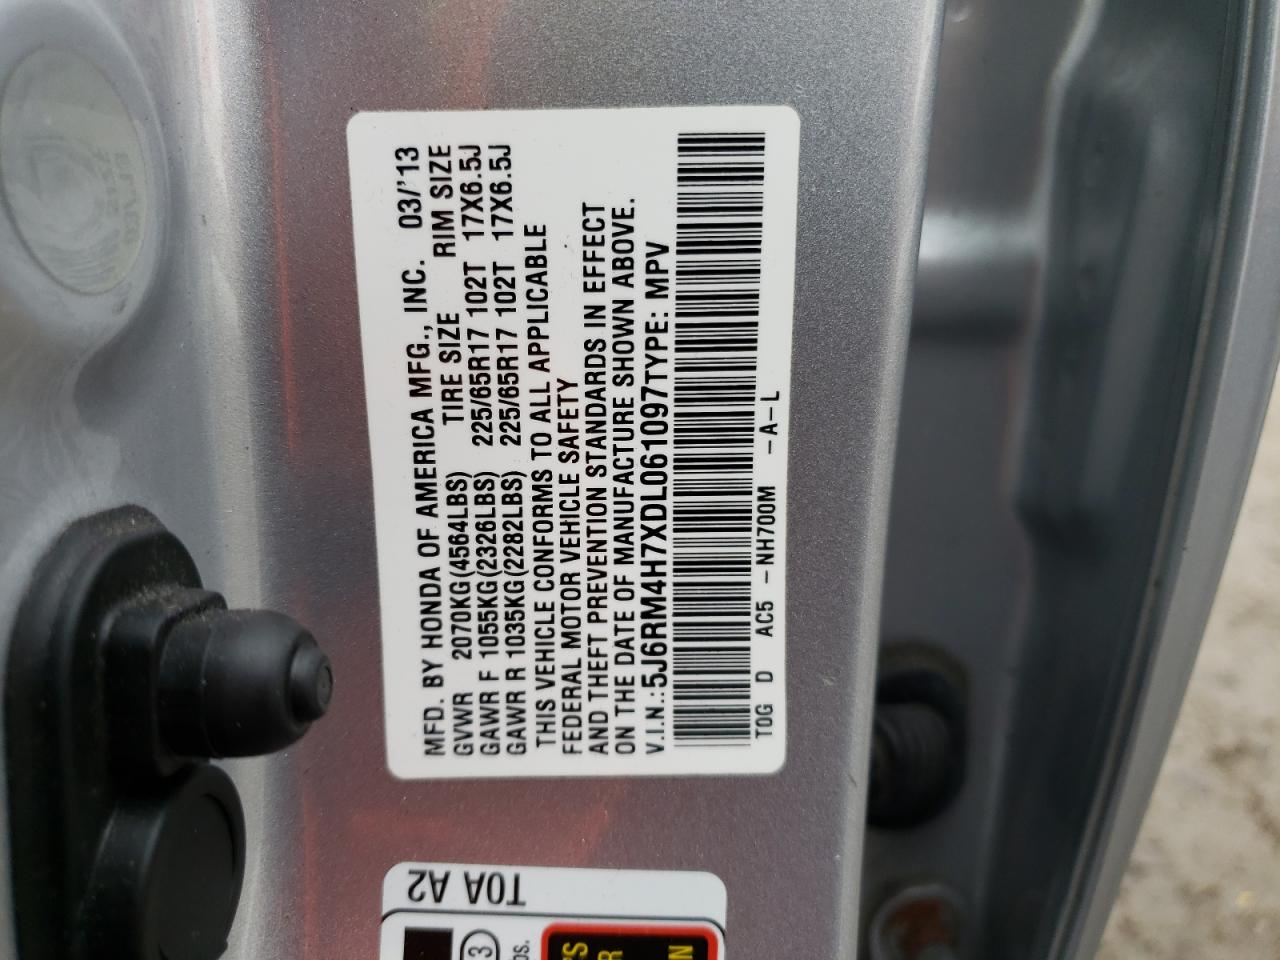 MFD. BY HONDA OF AMERICA MFG., INC. 03/'13
GVWR 2070KG(4564LBS) TIRE SIZE RIM SIZE
GAWR F 1055KG(2326LBS) 225/65R17 102T 17X6.5J
GAWR R 1035KG(2282LBS) 225/65R17 102T 17X6.5J
THIS VEHICLE CONFORMS TO ALL APPLICABLE
FEDERAL MOTOR VEHICLE SAFETY
AND THEFT PREVENTION STANDARDS IN EFFECT
ON THE DATE OF MANUFACTURE SHOWN ABOVE.
V.I.N.:5J6RM4H7XDL061097TYPE: MPV
T0G D AC5 -NH700M -A-L
T0A A2
3